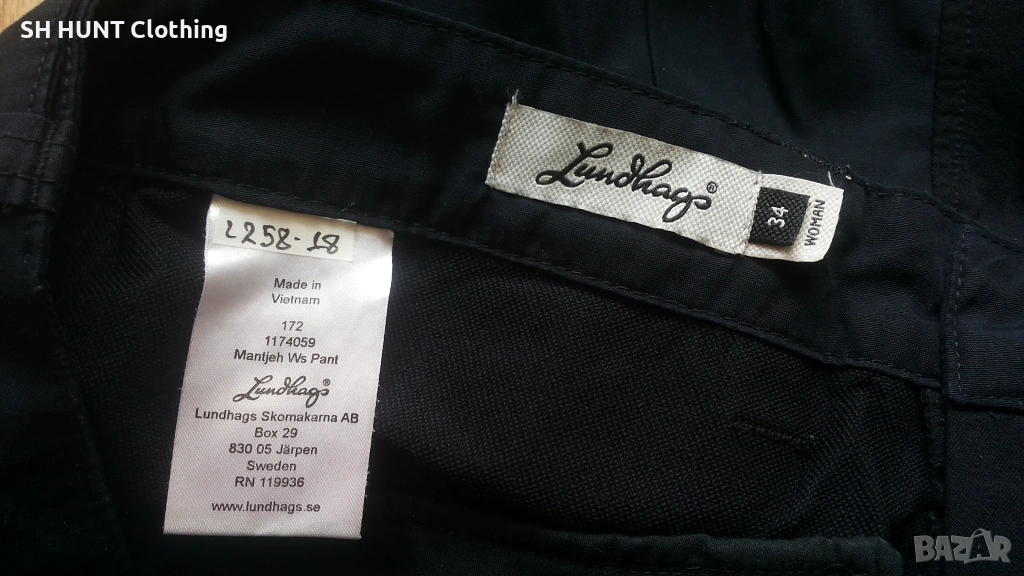 SH HUNT Clothing
Lundhags®
34
WOMAN
2258-18
Made in
Vietnam
172
1174059
Mantjeh Ws Pant
Lundhags®
Lundhags Skomakarna AB
Box 29
830 05 Järpen
Sweden
RN 119936
www.lundhags.se
BAZAR